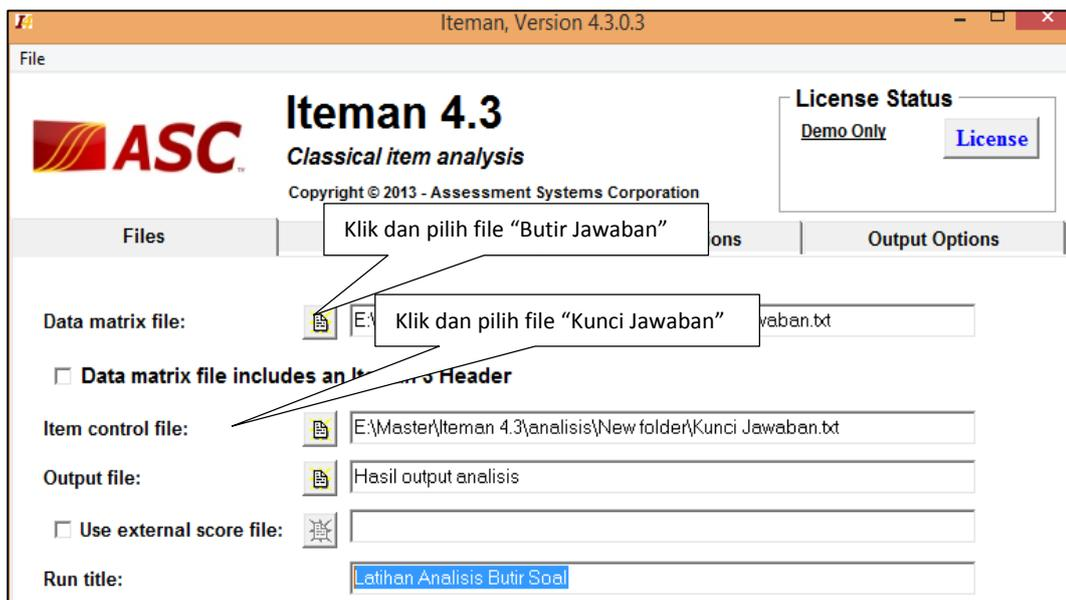 Iteman, Version 4.3.0.3
File
ASC
Iteman 4.3
Classical item analysis
Copyright © 2013 - Assessment Systems Corporation
License Status
Demo Only
License
Files
Klik dan pilih file “Butir Jawaban”
ions
Output Options
Data matrix file:
E:\
Klik dan pilih file “Kunci Jawaban”
waban.txt
Data matrix file includes an 3 Header
Item control file:
E:\Master\Iteman 4.3\analisis\New folder\Kunci Jawaban.txt
Output file:
Hasil output analisis
Use external score file:
Run title:
Latihan Analisis Butir Soal